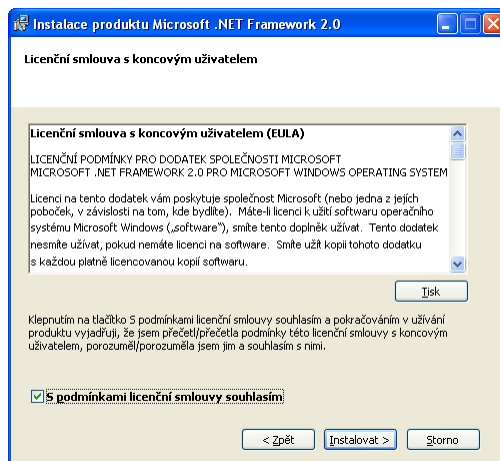 Instalace produktu Microsoft .NET Framework 2.0
Licenční smlouva s koncovým uživatelem
Licenční smlouva s koncovým uživatelem (EULA)
LICENČNÍ PODMÍNKY PRO DODATEK SPOLEČNOSTI MICROSOFT
MICROSOFT .NET FRAMEWORK 2.0 PRO MICROSOFT WINDOWS OPERATING SYSTEM
Licenci na tento dodatek vám poskytuje společnost Microsoft (nebo jedna z jejích
poboček, v závislosti na tom, kde bydlíte). Máte-li licenci k užití softwaru operačního
systému Microsoft Windows („software“), smíte tento doplněk užívat. Tento dodatek
nesmíte užívat, pokud nemáte licenci na software. Smíte užít kopii tohoto dodatku
s každou platně licencovanou kopií softwaru.
Tisk
Klepnutím na tlačítko S podmínkami licenční smlouvy souhlasím a pokračováním v užívání
produktu vyjadřuji, že jsem přečetl/přečetla podmínky této licenční smlouvy s koncovým
uživatelem, porozuměl/porozuměla jsem jim a souhlasím s nimi.
S podmínkami licenční smlouvy souhlasím
< Zpět
Instalovat >
Storno